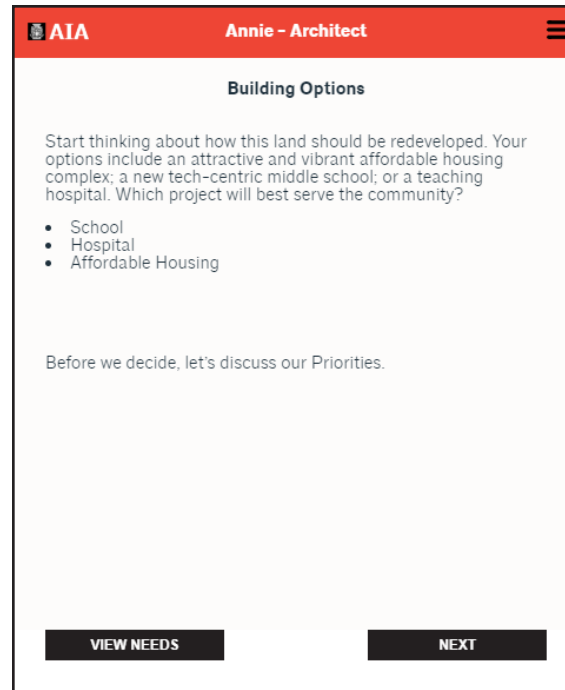 AIA
Annie – Architect
Building Options
Start thinking about how this land should be redeveloped. Your
options include an attractive and vibrant affordable housing
complex; a new tech-centric middle school; or a teaching
hospital. Which project will best serve the community?
• School
• Hospital
• Affordable Housing
Before we decide, let's discuss our Priorities.
VIEW NEEDS
NEXT